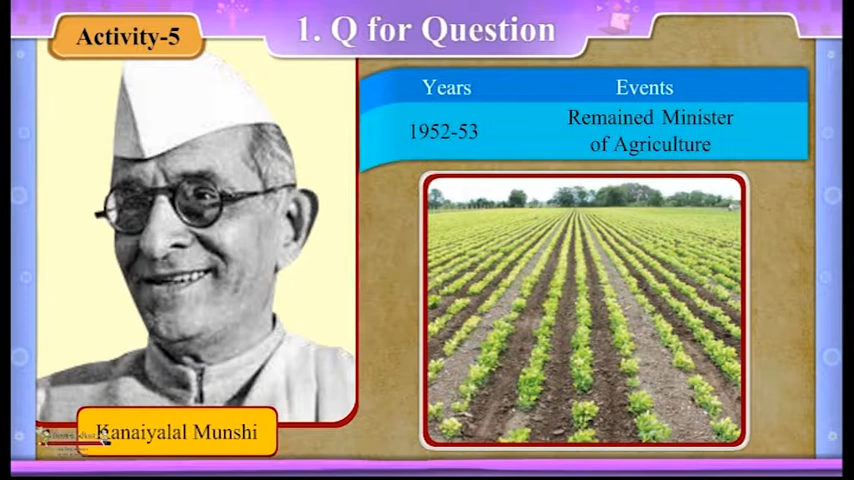 Activity-5
1. Q for Question
Years Events
1952-53 Remained Minister
of Agriculture
Kanaiyalal Munshi